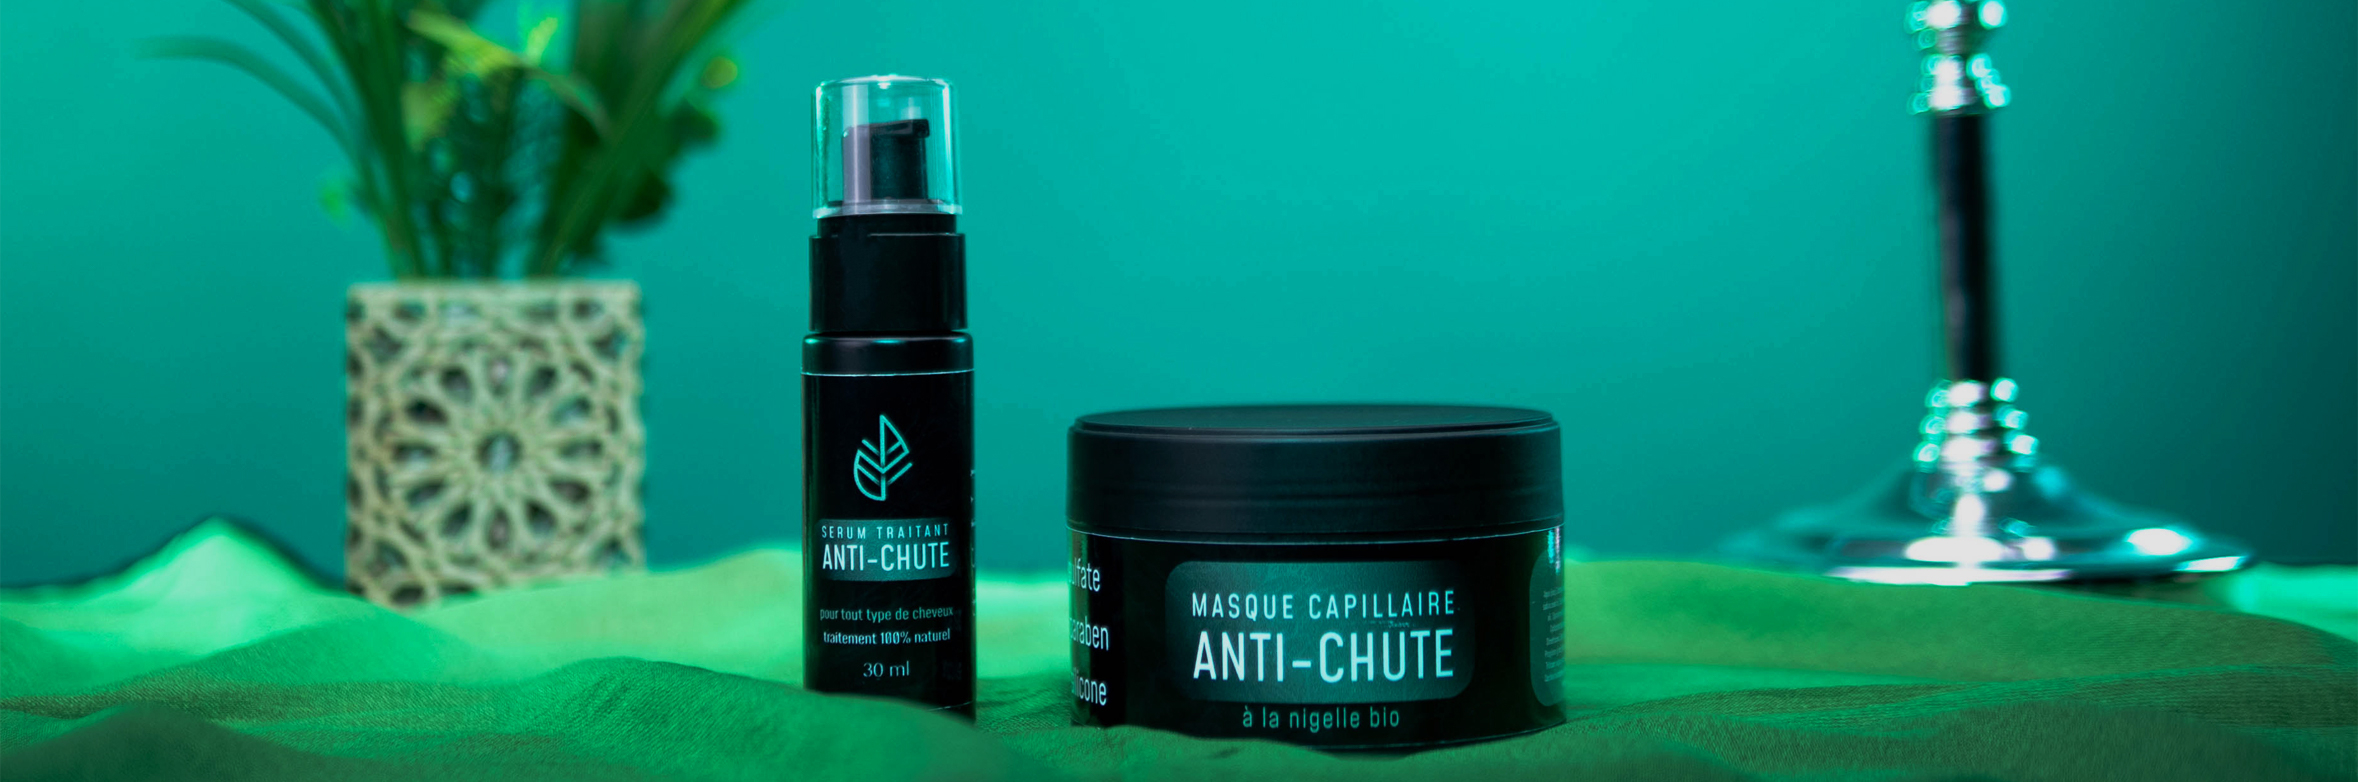 SERUM TRAITANT
ANTI-CHUTE
pour tout type de cheveux
traitement 100% naturel
30 ml
MASQUE CAPILLAIRE
ANTI-CHUTE
à la nigelle bio